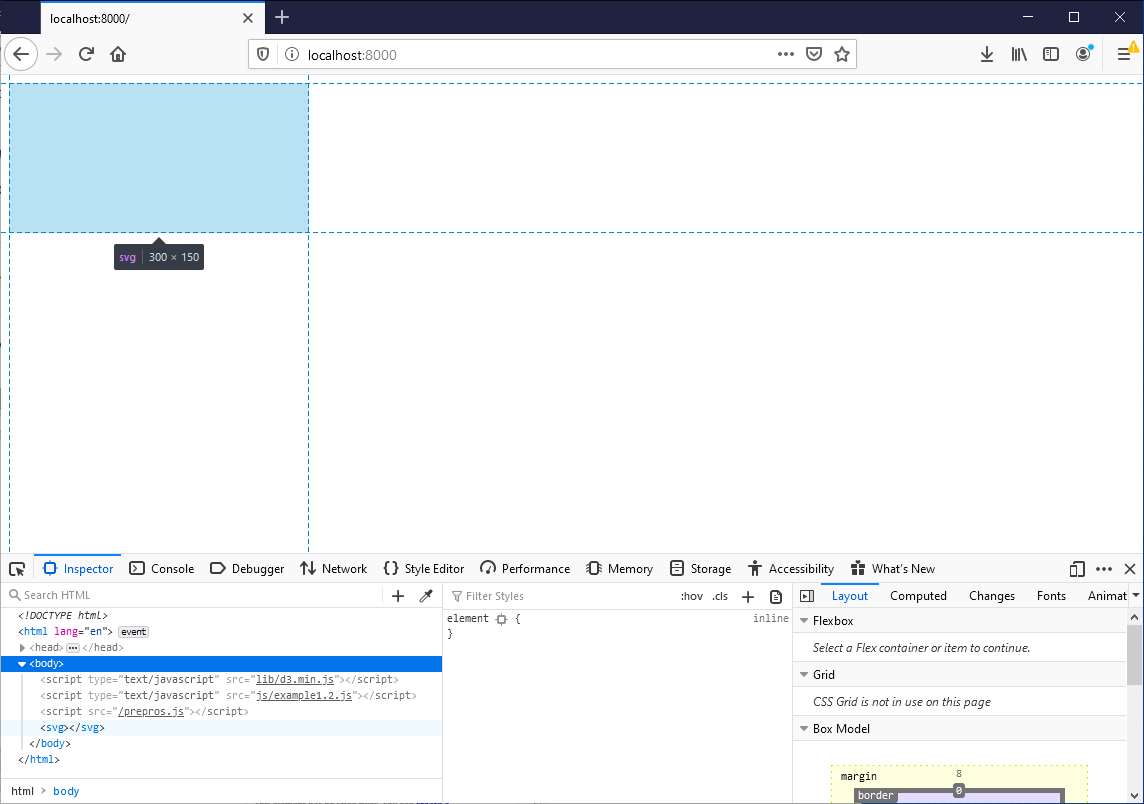 localhost:8000/
localhost:8000
svg 300 × 150
Inspector Console Debugger Network Style Editor Performance Memory Storage Accessibility What's New
Search HTML
<!DOCTYPE html>
<html lang="en"> event
<head> </head>
<body>
<script type="text/javascript" src="lib/d3.min.js"></script>
<script type="text/javascript" src="js/example1.2.js"></script>
<script src="/prepros.js"></script>
<svg></svg>
</body>
</html>
html > body
Filter Styles :hov .cls
element { inline
}
Layout Computed Changes Fonts Animat
Flexbox
Select a Flex container or item to continue.
Grid
CSS Grid is not in use on this page
Box Model
margin 8
border 0